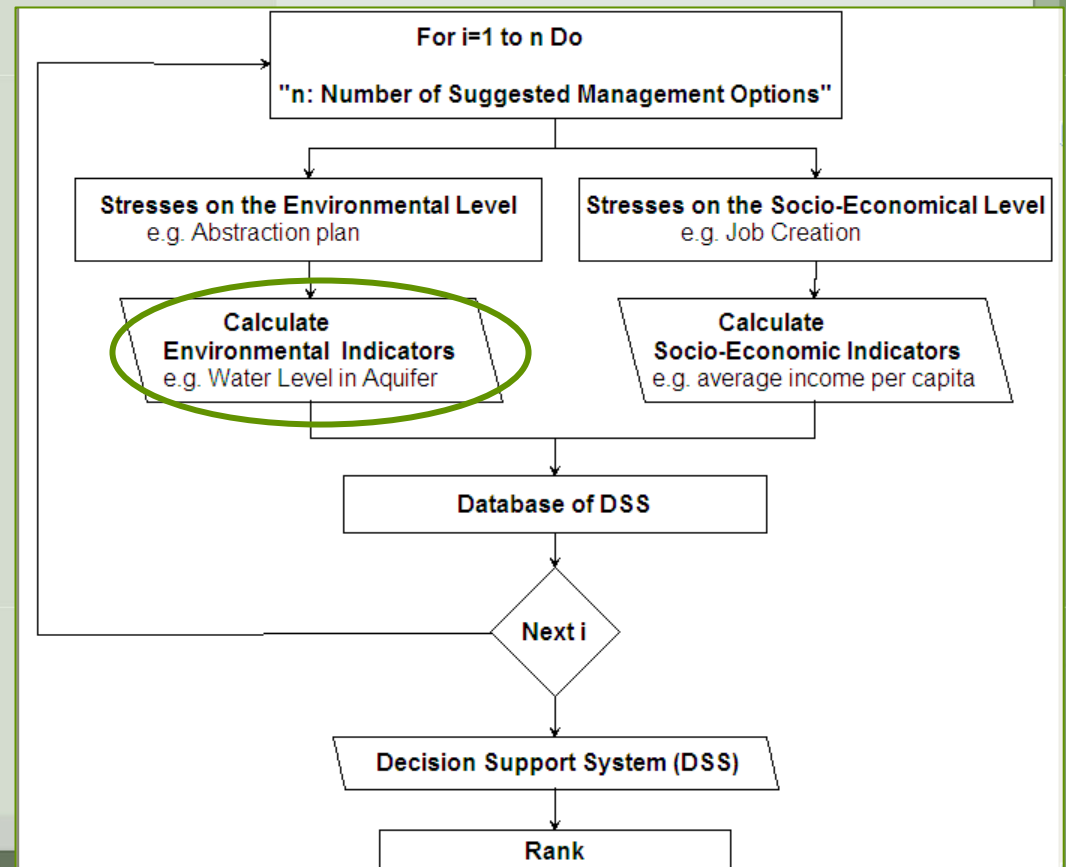 For i=1 to n Do
"n: Number of Suggested Management Options"
Stresses on the Environmental Level
e.g. Abstraction plan
Stresses on the Socio-Economical Level
e.g. Job Creation
Calculate
Environmental Indicators
e.g. Water Level in Aquifer
Calculate
Socio-Economic Indicators
e.g. average income per capita
Database of DSS
Next i
Decision Support System (DSS)
Rank